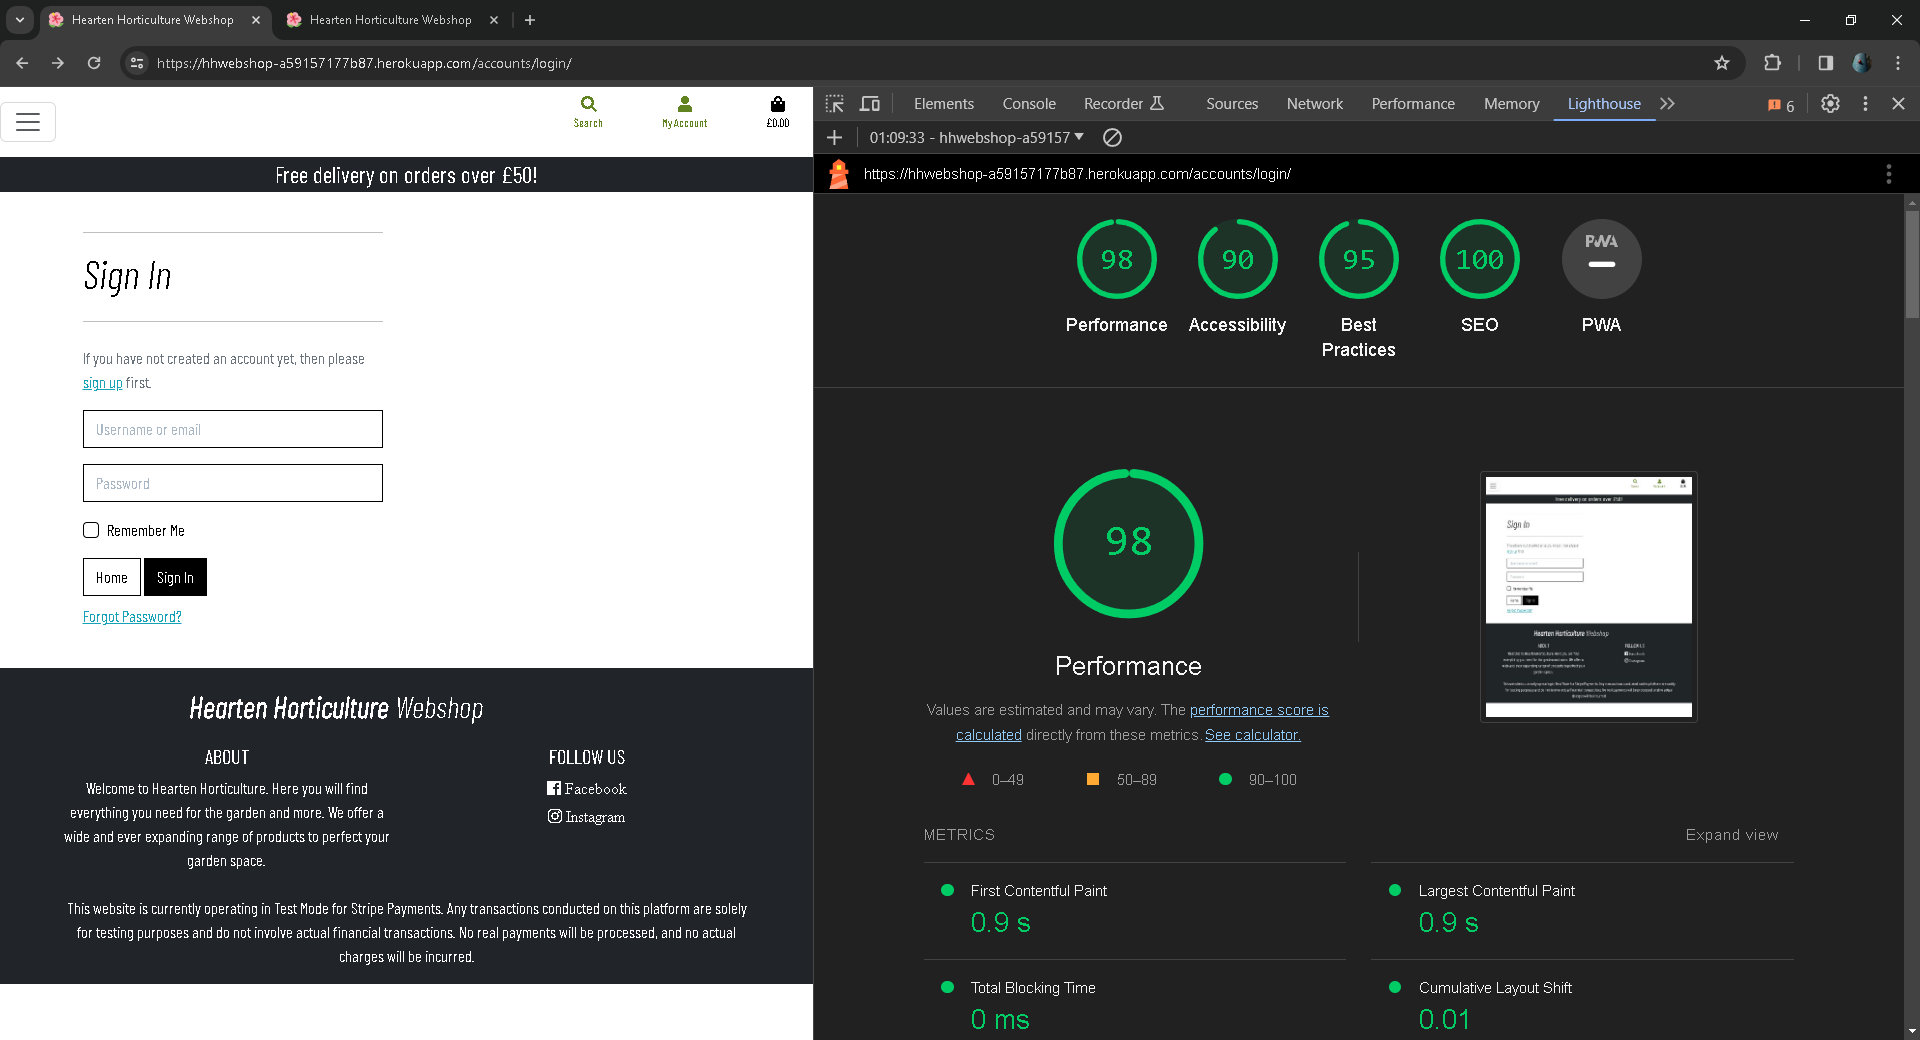 Hearten Horticulture Webshop
Hearten Horticulture Webshop
https://hhwebshop-a59157177b87.herokuapp.com/accounts/login/
Search
My Account
£0.00
Free delivery on orders over £50!
Sign In
If you have not created an account yet, then please
sign up first.
Username or email
Password
Remember Me
Home
Sign In
Forgot Password?
Hearten Horticulture Webshop
ABOUT
Welcome to Hearten Horticulture. Here you will find
everything you need for the garden and more. We offer a
wide and ever expanding range of products to perfect your
garden space.
FOLLOW US
Facebook
Instagram
This website is currently operating in Test Mode for Stripe Payments. Any transactions conducted on this platform are solely
for testing purposes and do not involve actual financial transactions. No real payments will be processed, and no actual
charges will be incurred.
Elements
Console
Recorder
Sources
Network
Performance
Memory
Lighthouse
6
01:09:33 - hhwebshop-a59157
https://hhwebshop-a59157177b87.herokuapp.com/accounts/login/
98
Performance
90
Accessibility
95
Best
Practices
100
SEO
PWA
PWA
98
Performance
Values are estimated and may vary. The performance score is
calculated directly from these metrics. See calculator.
0–49
50–89
90–100
Free delivery on orders over £50!
Sign In
Hearten Horticulture Webshop
METRICS
Expand view
First Contentful Paint
0.9 s
Largest Contentful Paint
0.9 s
Total Blocking Time
0 ms
Cumulative Layout Shift
0.01